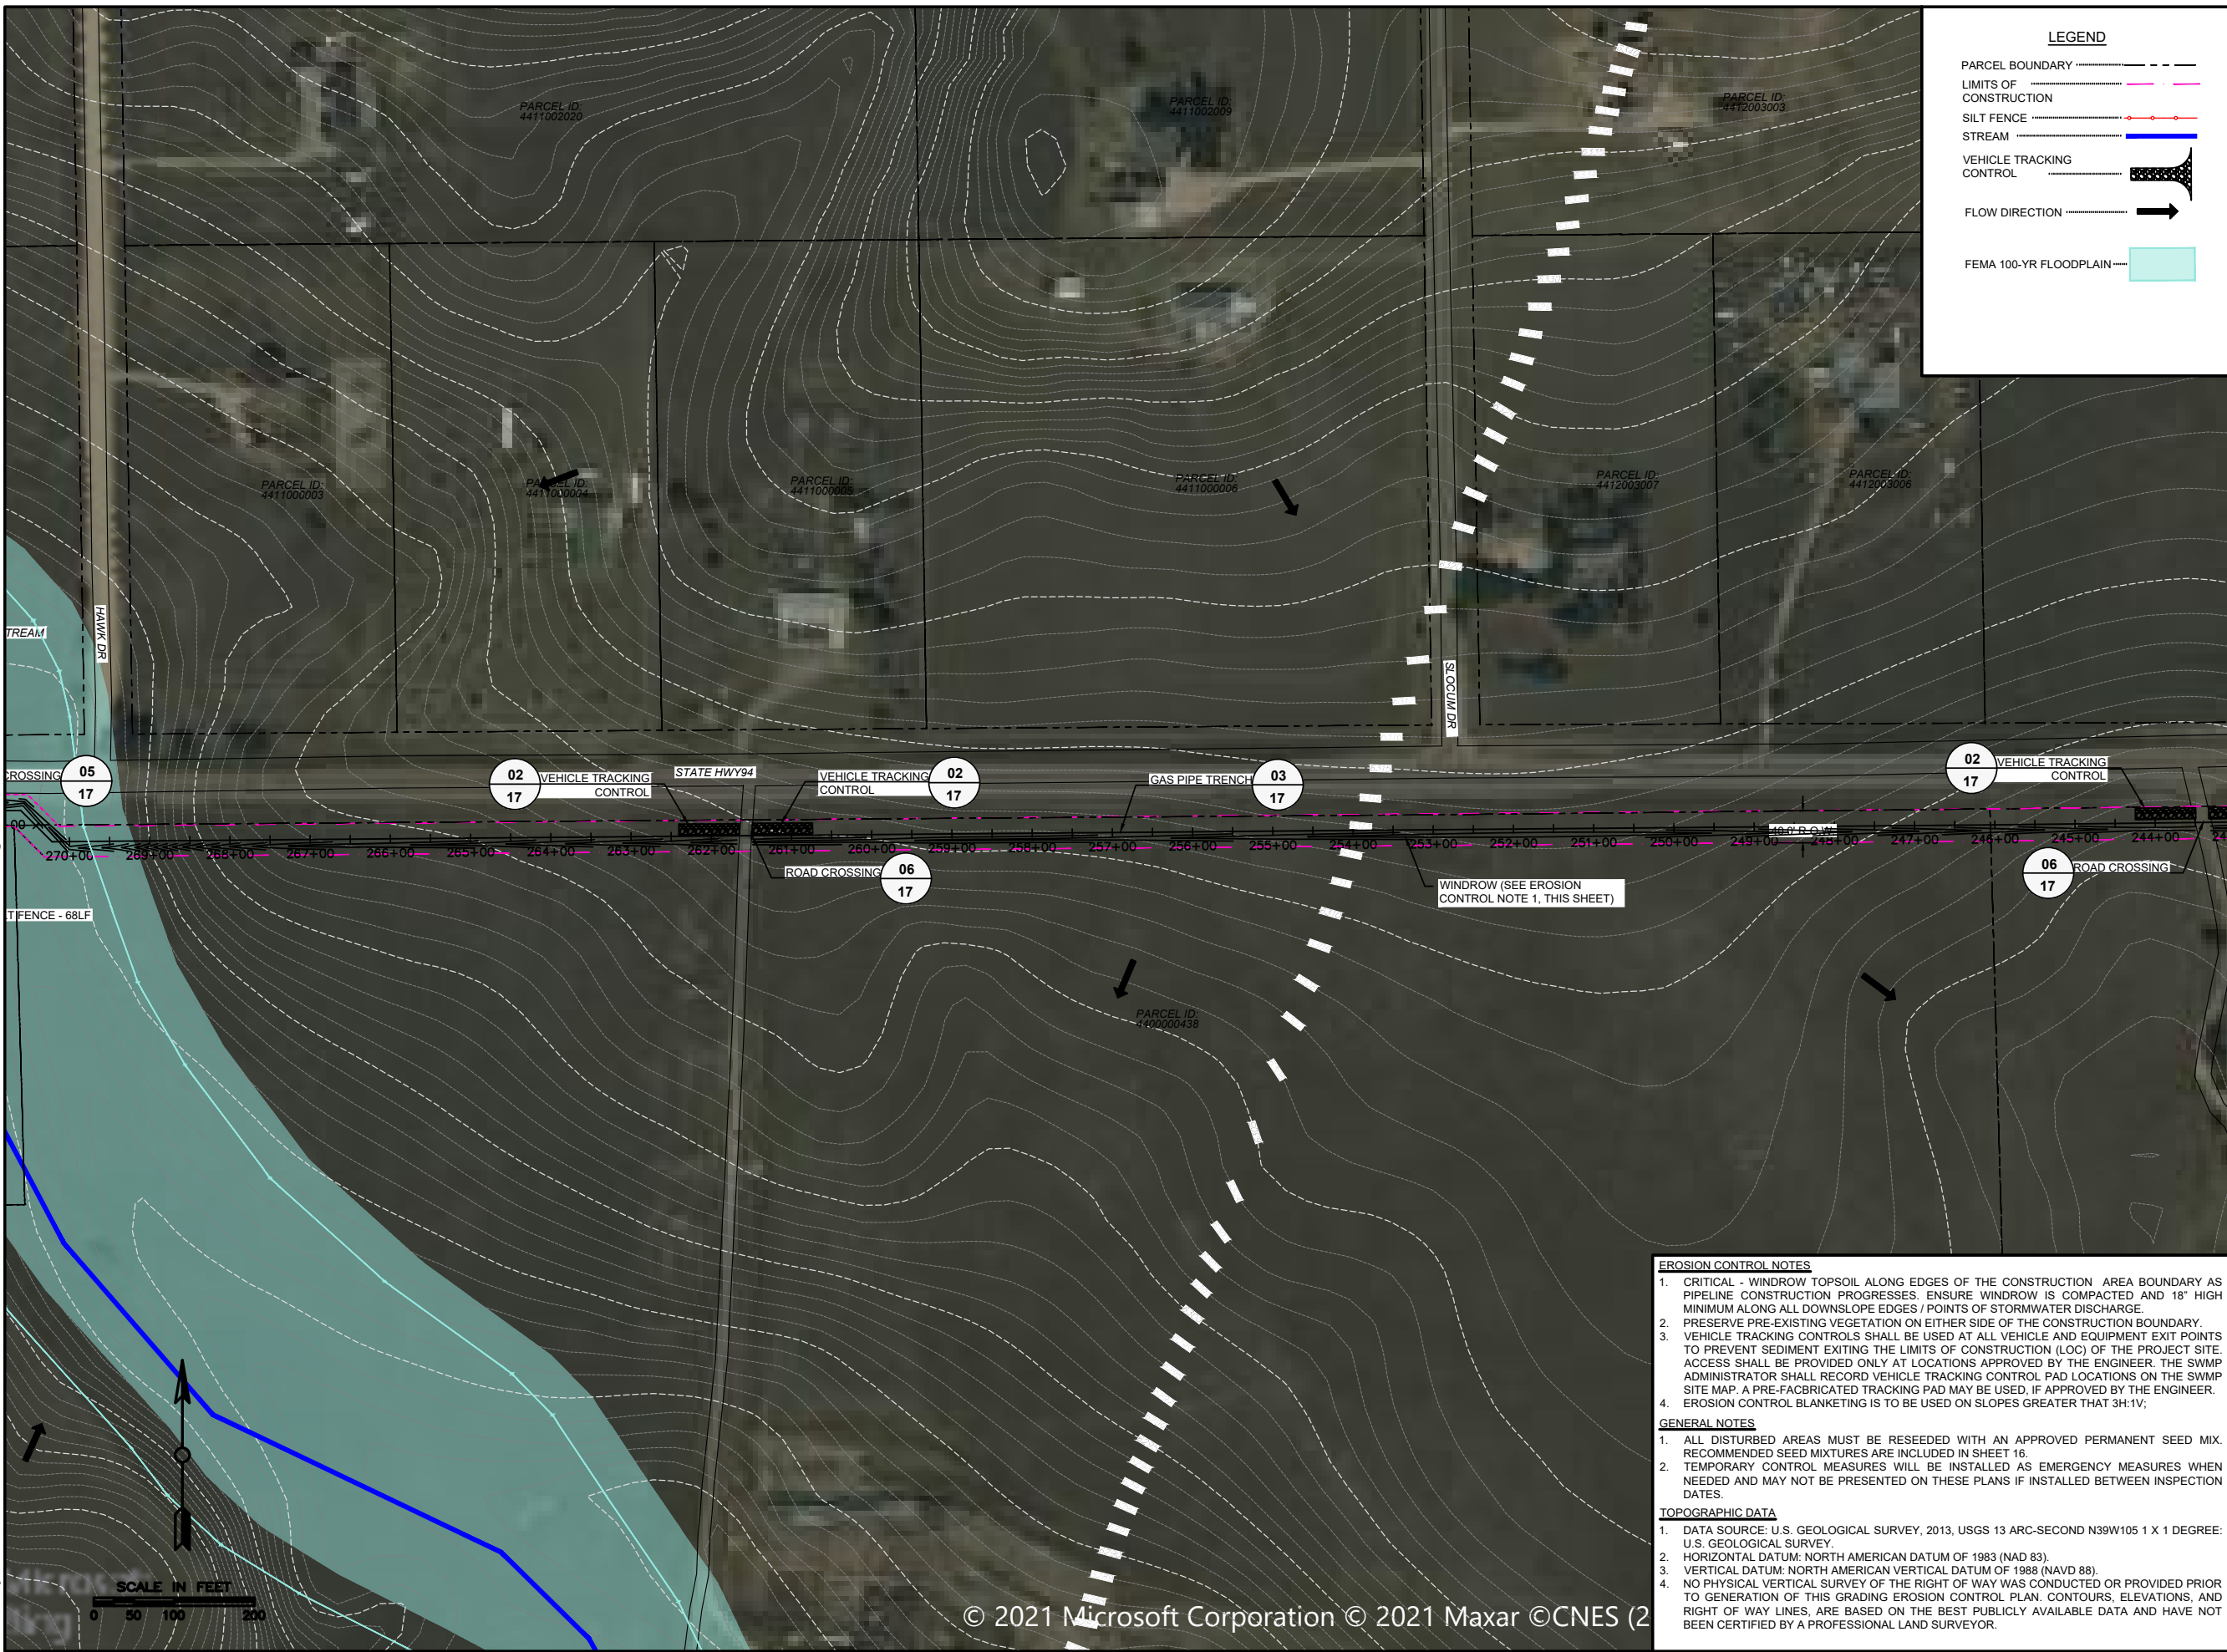 LEGEND
PARCEL BOUNDARY
LIMITS OF
CONSTRUCTION
SILT FENCE
STREAM
VEHICLE TRACKING
CONTROL
FLOW DIRECTION
FEMA 100-YR FLOODPLAIN
PARCEL ID:
4411002020
PARCEL ID:
4411002009
PARCEL ID:
4412003003
PARCEL ID:
4411000003
PARCEL ID:
4411000004
PARCEL ID:
4411000005
PARCEL ID:
4411000006
PARCEL ID:
4412003007
PARCEL ID:
4412003006
TREAM
HAWK DR
SLOCUM DR
CROSSING
05
17
02
17
VEHICLE TRACKING
CONTROL
STATE HWY94
VEHICLE TRACKING
CONTROL
02
17
GAS PIPE TRENCH
03
17
02
17
VEHICLE TRACKING
CONTROL
270+00 269+00 268+00 267+00 266+00 265+00 264+00 263+00 262+00 261+00 260+00 259+00 258+00 257+00 256+00 255+00 254+00 253+00 252+00 251+00 250+00 249+00 248+00 247+00 246+00 245+00 244+00
ROAD CROSSING
06
17
WINDROW (SEE EROSION
CONTROL NOTE 1, THIS SHEET)
06
17
ROAD CROSSING
T FENCE - 68LF
PARCEL ID:
4400000438
EROSION CONTROL NOTES
1. CRITICAL - WINDROW TOPSOIL ALONG EDGES OF THE CONSTRUCTION AREA BOUNDARY AS
PIPELINE CONSTRUCTION PROGRESSES. ENSURE WINDROW IS COMPACTED AND 18" HIGH
MINIMUM ALONG ALL DOWNSLOPE EDGES / POINTS OF STORMWATER DISCHARGE.
2. PRESERVE PRE-EXISTING VEGETATION ON EITHER SIDE OF THE CONSTRUCTION BOUNDARY.
3. VEHICLE TRACKING CONTROLS SHALL BE USED AT ALL VEHICLE AND EQUIPMENT EXIT POINTS
TO PREVENT SEDIMENT EXITING THE LIMITS OF CONSTRUCTION (LOC) OF THE PROJECT SITE.
ACCESS SHALL BE PROVIDED ONLY AT LOCATIONS APPROVED BY THE ENGINEER. THE SWMP
ADMINISTRATOR SHALL RECORD VEHICLE TRACKING CONTROL PAD LOCATIONS ON THE SWMP
SITE MAP. A PRE-FACBRICATED TRACKING PAD MAY BE USED, IF APPROVED BY THE ENGINEER.
4. EROSION CONTROL BLANKETING IS TO BE USED ON SLOPES GREATER THAT 3H:1V;
GENERAL NOTES
1. ALL DISTURBED AREAS MUST BE RESEEDED WITH AN APPROVED PERMANENT SEED MIX.
RECOMMENDED SEED MIXTURES ARE INCLUDED IN SHEET 16.
2. TEMPORARY CONTROL MEASURES WILL BE INSTALLED AS EMERGENCY MEASURES WHEN
NEEDED AND MAY NOT BE PRESENTED ON THESE PLANS IF INSTALLED BETWEEN INSPECTION
DATES.
TOPOGRAPHIC DATA
1. DATA SOURCE: U.S. GEOLOGICAL SURVEY, 2013, USGS 13 ARC-SECOND N39W105 1 X 1 DEGREE:
U.S. GEOLOGICAL SURVEY.
2. HORIZONTAL DATUM: NORTH AMERICAN DATUM OF 1983 (NAD 83).
3. VERTICAL DATUM: NORTH AMERICAN VERTICAL DATUM OF 1988 (NAVD 88).
4. NO PHYSICAL VERTICAL SURVEY OF THE RIGHT OF WAY WAS CONDUCTED OR PROVIDED PRIOR
TO GENERATION OF THIS GRADING EROSION CONTROL PLAN. CONTOURS, ELEVATIONS, AND
RIGHT OF WAY LINES, ARE BASED ON THE BEST PUBLICLY AVAILABLE DATA AND HAVE NOT
BEEN CERTIFIED BY A PROFESSIONAL LAND SURVEYOR.
SCALE IN FEET
0 50 100 200
© 2021 Microsoft Corporation © 2021 Maxar ©CNES (2